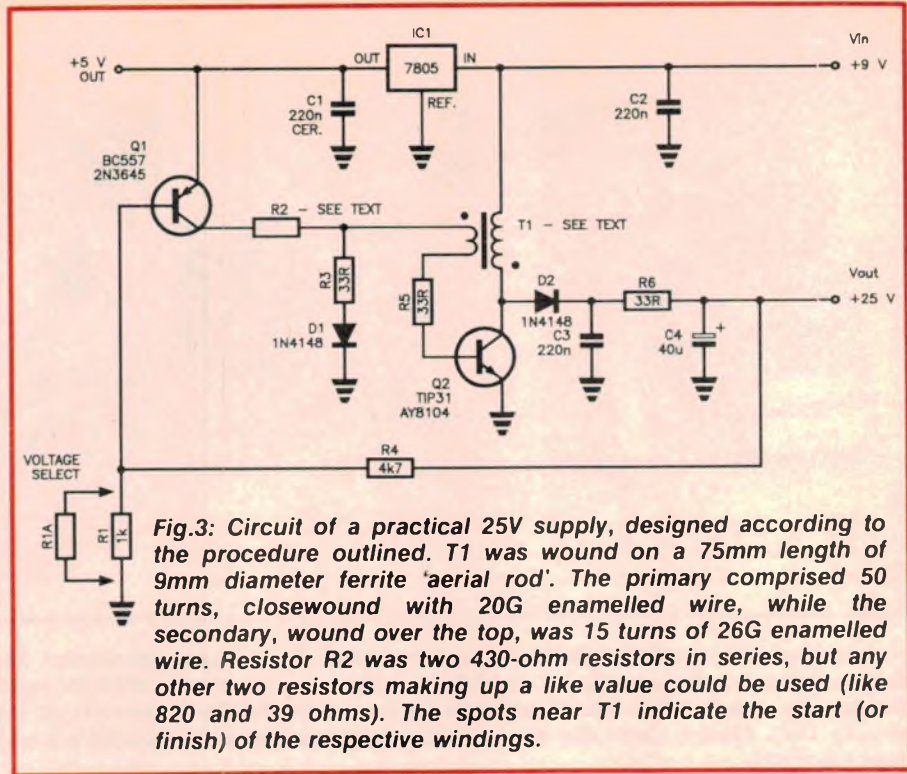 IC1
Vin
+5 V
OUT
OUT
7805
IN
+9 V
REF.
C1
220n
CER.
C2
220n
Q1
BC557
2N3645
R2 – SEE TEXT
T1 – SEE TEXT
R3
33R
R5
33R
D2
1N4148
R6
33R
Vout
+25 V
D1
1N4148
C3
220n
C4
40u
+
Q2
TIP31
AY8104
R4
4k7
VOLTAGE
SELECT
R1A
R1
1k
Fig.3: Circuit of a practical 25V supply, designed according to
the procedure outlined. T1 was wound on a 75mm length of
9mm diameter ferrite 'aerial rod'. The primary comprised 50
turns, closewound with 20G enamelled wire, while the
secondary, wound over the top, was 15 turns of 26G enamelled
wire. Resistor R2 was two 430-ohm resistors in series, but any
other two resistors making up a like value could be used (like
820 and 39 ohms). The spots near T1 indicate the start (or
finish) of the respective windings.